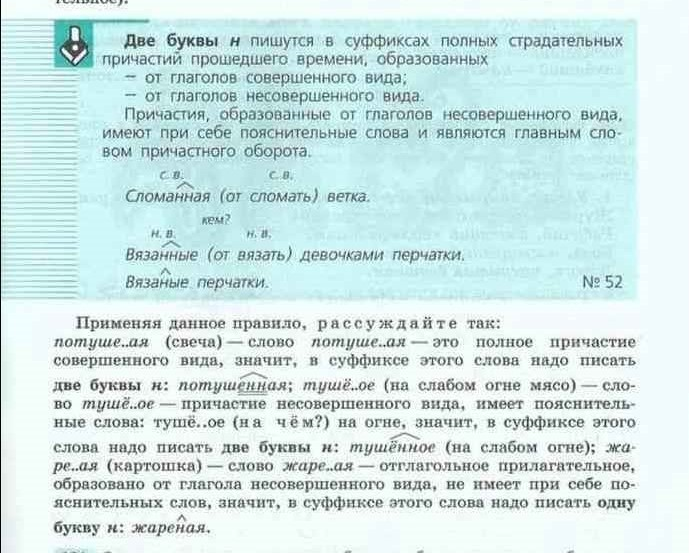 тельное).
Две буквы н пишутся в суффиксах полных страдательных
причастий прошедшего времени, образованных
— от глаголов совершенного вида;
— от глаголов несовершенного вида.
Причастия, образованные от глаголов несовершенного вида,
имеют при себе пояснительные слова и являются главным сло-
вом причастного оборота.
с. в. с. в.
Сломанная (от сломать) ветка.
кем?
н. в. н. в.
Вязанные (от вязать) девочками перчатки.
Вязаные перчатки. № 52
Применяя данное правило, рассуждайте так:
потуше..ая (свеча) — слово потуше..ая — это полное причастие
совершенного вида, значит, в суффиксе этого слова надо писать
две буквы н: потушенная; тушё..ое (на слабом огне мясо) — сло-
во тушё..ое — причастие несовершенного вида, имеет пояснитель-
ные слова: тушё..ое (на чём?) на огне, значит, в суффиксе этого
слова надо писать две буквы н: тушённое (на слабом огне); жа-
ре..ая (картошка) — слово жаре..ая — отглагольное прилагательное,
образовано от глагола несовершенного вида, не имеет при себе по-
яснительных слов, значит, в суффиксе этого слова надо писать одну
букву н: жареная.